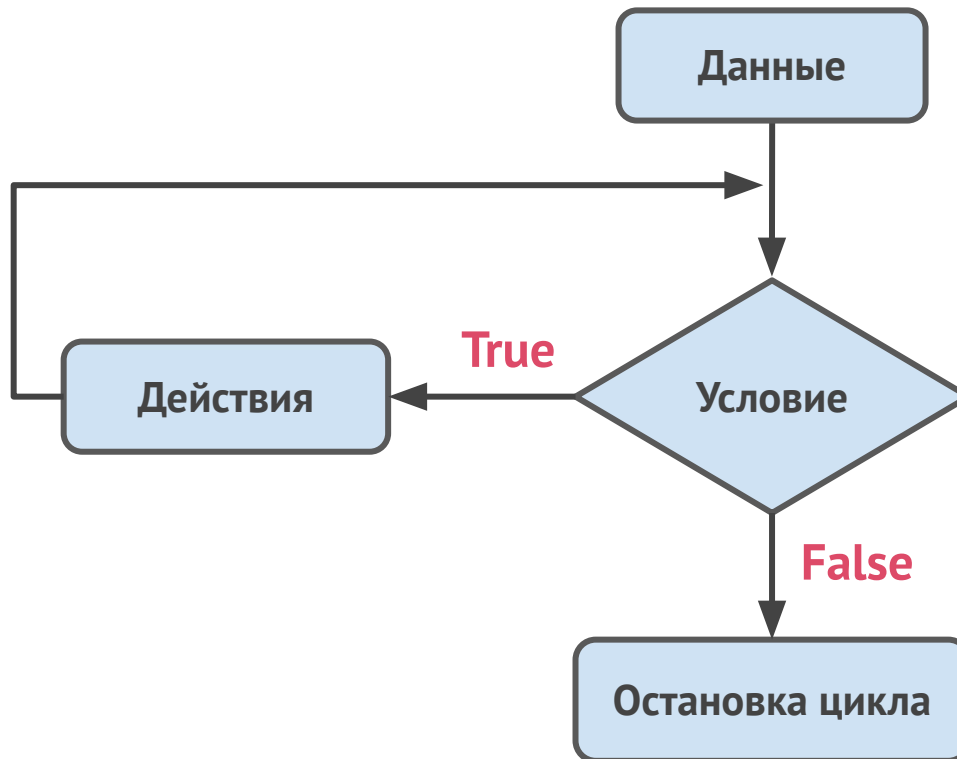 Данные
True
Действия
Условие
False
Остановка цикла